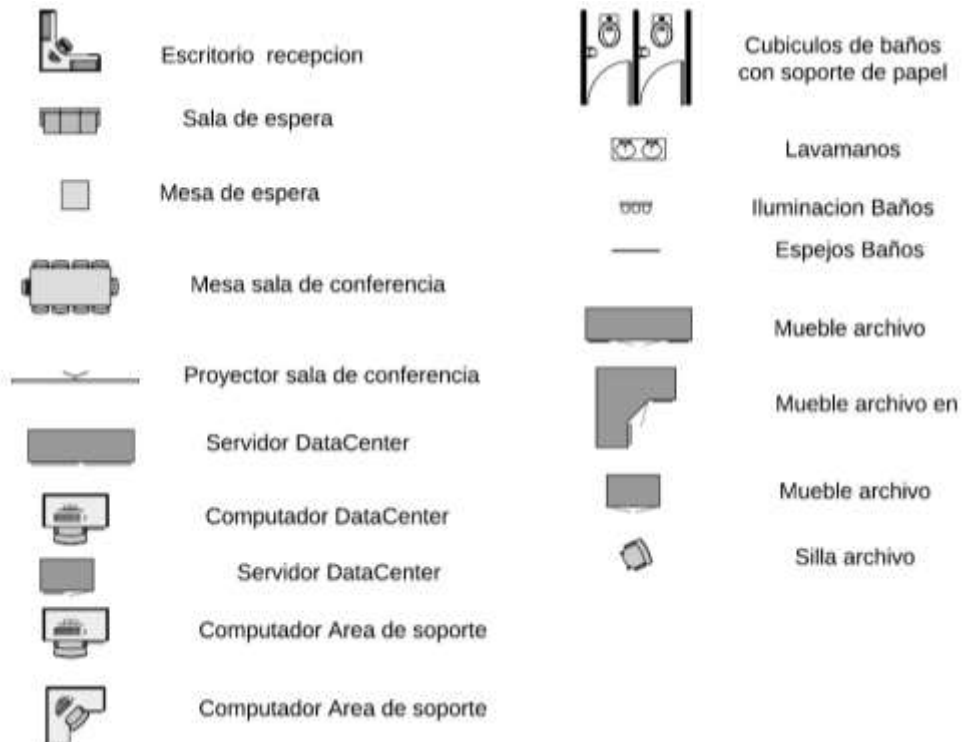 Escritorio recepcion
Sala de espera
Mesa de espera
Mesa sala de conferencia
Proyector sala de conferencia
Servidor DataCenter
Computador DataCenter
Servidor DataCenter
Computador Area de soporte
Computador Area de soporte
Cubiculos de baños
con soporte de papel
Lavamanos
Iluminacion Baños
Espejos Baños
Mueble archivo
Mueble archivo en
Mueble archivo
Silla archivo